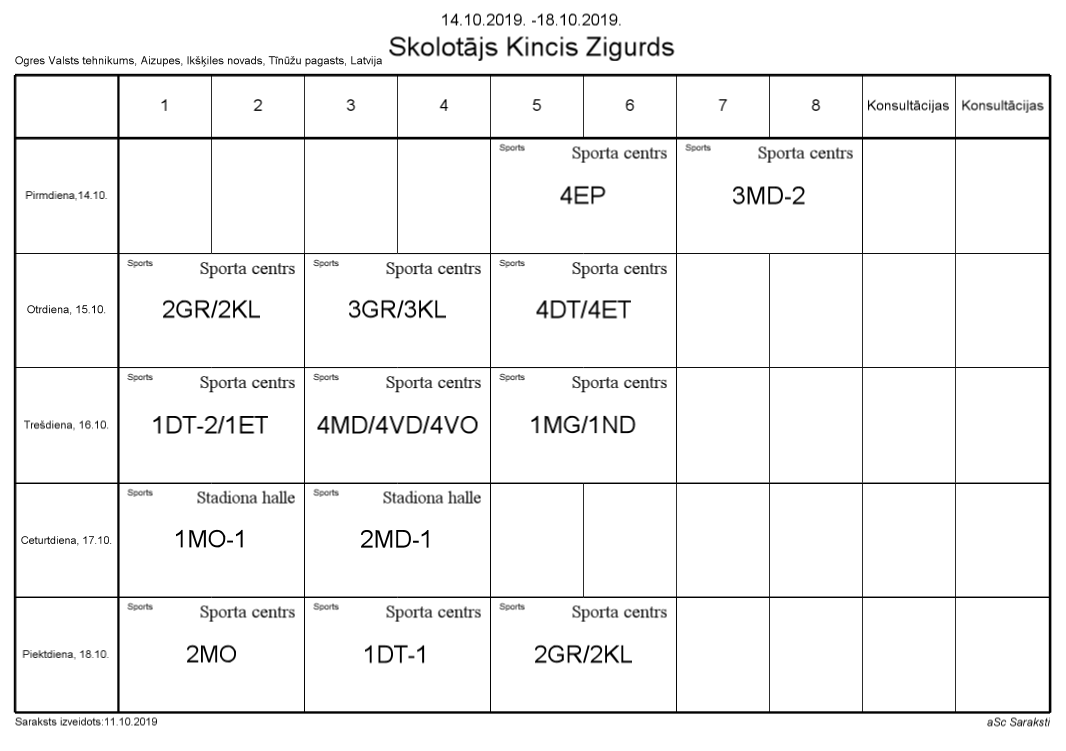 14.10.2019. -18.10.2019.
Skolotājs Kincis Zigurds
Ogres Valsts tehnikums, Aizupes, Ikšķiles novads, Tīnūžu pagasts, Latvija
1 2 3 4 5 6 7 8 Konsultācijas Konsultācijas
Pirmdiena,14.10.
Sports Sporta centrs
4EP
Sports Sporta centrs
3MD-2
Otrdiena, 15.10.
Sports Sporta centrs
2GR/2KL
Sports Sporta centrs
3GR/3KL
Sports Sporta centrs
4DT/4ET
Trešdiena, 16.10.
Sports Sporta centrs
1DT-2/1ET
Sports Sporta centrs
4MD/4VD/4VO
Sports Sporta centrs
1MG/1ND
Ceturtdiena, 17.10.
Sports Stadiona halle
1MO-1
Sports Stadiona halle
2MD-1
Piektdiena, 18.10.
Sports Sporta centrs
2MO
Sports Sporta centrs
1DT-1
Sports Sporta centrs
2GR/2KL
Saraksts izveidots:11.10.2019
aSc Saraksti